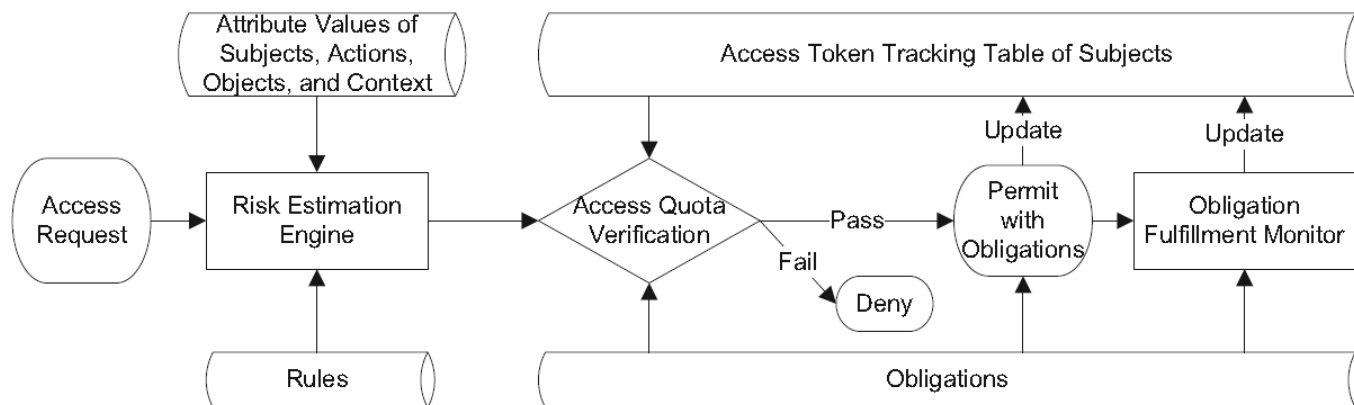 Attribute Values of
Subjects, Actions,
Objects, and Context
Access Token Tracking Table of Subjects
Update
Update
Access
Request
Risk Estimation
Engine
Access Quota
Verification
Pass
Fail
Deny
Permit
with
Obligations
Obligation
Fulfillment Monitor
Rules
Obligations